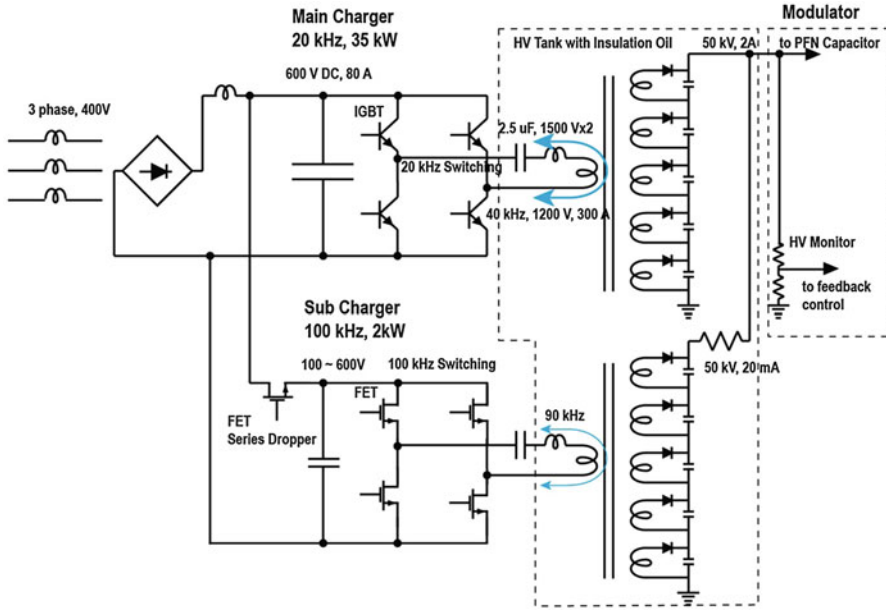 Main Charger
20 kHz, 35 kW
600 V DC, 80 A
3 phase, 400V
IGBT
20 kHz Switching
HV Tank with Insulation Oil
2.5 uF, 1500 Vx2
40 kHz, 1200 V, 300 A
50 kV, 2A
Modulator
to PFN Capacitor
HV Monitor
to feedback
control
Sub Charger
100 kHz, 2kW
100 ~ 600V
100 kHz Switching
FET
FET
Series Dropper
90 kHz
50 kV, 20 mA